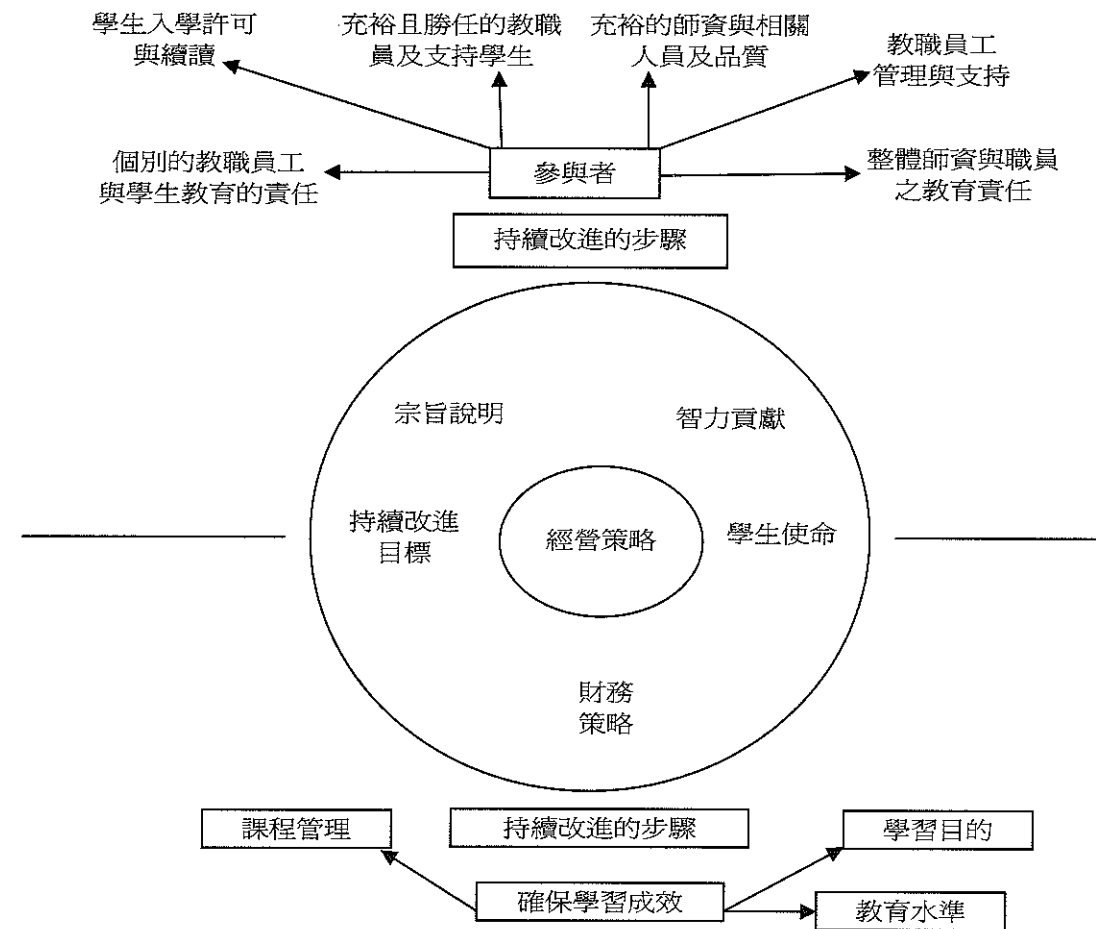 學生入學許可
與續讀
充裕且勝任的教職
員及支持學生
充裕的師資與相關
人員及品質
教職員工
管理與支持
個別的教職員工
與學生教育的責任
參與者
整體師資與職員
之教育責任
持續改進的步驟
宗旨說明
智力貢獻
持續改進
目標
經營策略
學生使命
財務
策略
課程管理
持續改進的步驟
學習目的
確保學習成效
教育水準